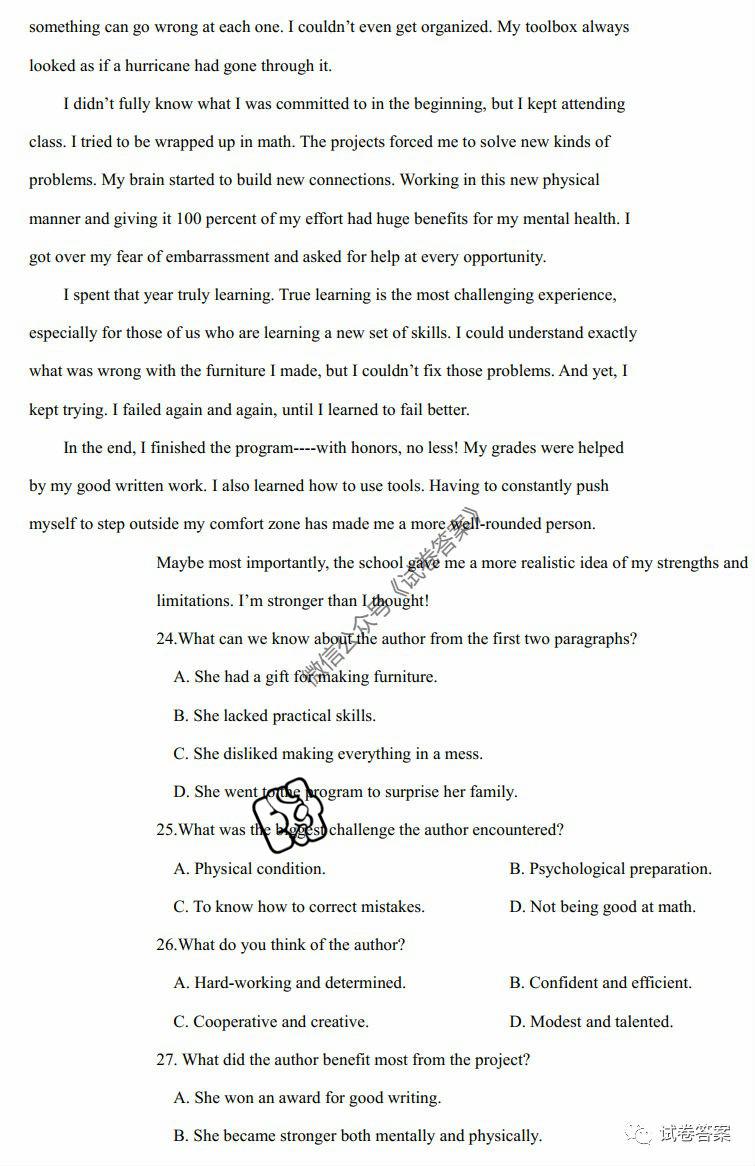 something can go wrong at each one. I couldn’t even get organized. My toolbox always
looked as if a hurricane had gone through it.
I didn’t fully know what I was committed to in the beginning, but I kept attending
class. I tried to be wrapped up in math. The projects forced me to solve new kinds of
problems. My brain started to build new connections. Working in this new physical
manner and giving it 100 percent of my effort had huge benefits for my mental health. I
got over my fear of embarrassment and asked for help at every opportunity.
I spent that year truly learning. True learning is the most challenging experience,
especially for those of us who are learning a new set of skills. I could understand exactly
what was wrong with the furniture I made, but I couldn’t fix those problems. And yet, I
kept trying. I failed again and again, until I learned to fail better.
In the end, I finished the program----with honors, no less! My grades were helped
by my good written work. I also learned how to use tools. Having to constantly push
myself to step outside my comfort zone has made me a more well-rounded person.
Maybe most importantly, the school gave me a more realistic idea of my strengths and
limitations. I’m stronger than I thought!
微信公众号《试卷答案》
24.What can we know about the author from the first two paragraphs?
A. She had a gift for making furniture.
B. She lacked practical skills.
C. She disliked making everything in a mess.
D. She went to the program to surprise her family.
25.What was the biggest challenge the author encountered?
A. Physical condition. B. Psychological preparation.
C. To know how to correct mistakes. D. Not being good at math.
26.What do you think of the author?
A. Hard-working and determined. B. Confident and efficient.
C. Cooperative and creative. D. Modest and talented.
27. What did the author benefit most from the project?
A. She won an award for good writing.
B. She became stronger both mentally and physically.
试卷答案